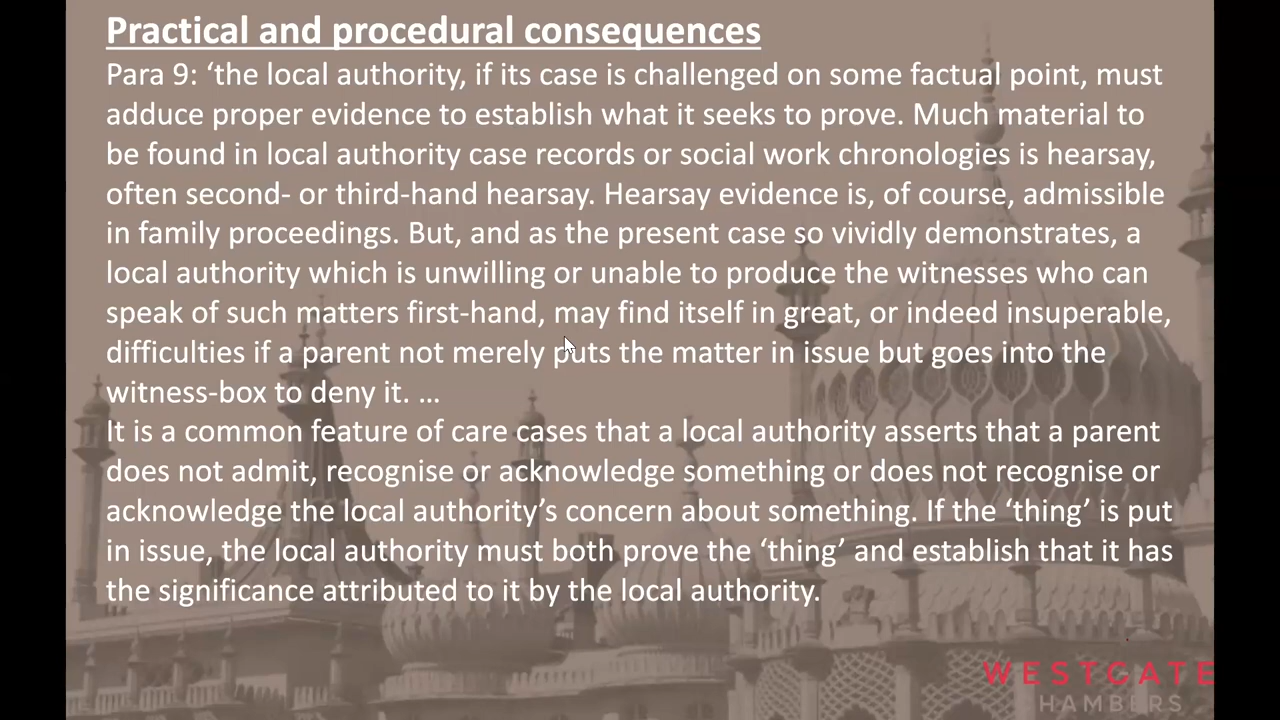 Practical and procedural consequences
Para 9: ‘the local authority, if its case is challenged on some factual point, must
adduce proper evidence to establish what it seeks to prove. Much material to
be found in local authority case records or social work chronologies is hearsay,
often second- or third-hand hearsay. Hearsay evidence is, of course, admissible
in family proceedings. But, and as the present case so vividly demonstrates, a
local authority which is unwilling or unable to produce the witnesses who can
speak of such matters first-hand, may find itself in great, or indeed insuperable,
difficulties if a parent not merely puts the matter in issue but goes into the
witness-box to deny it. ...
It is a common feature of care cases that a local authority asserts that a parent
does not admit, recognise or acknowledge something or does not recognise or
acknowledge the local authority’s concern about something. If the ‘thing’ is put
in issue, the local authority must both prove the ‘thing’ and establish that it has
the significance attributed to it by the local authority.
WESTGATE
HAMBERS